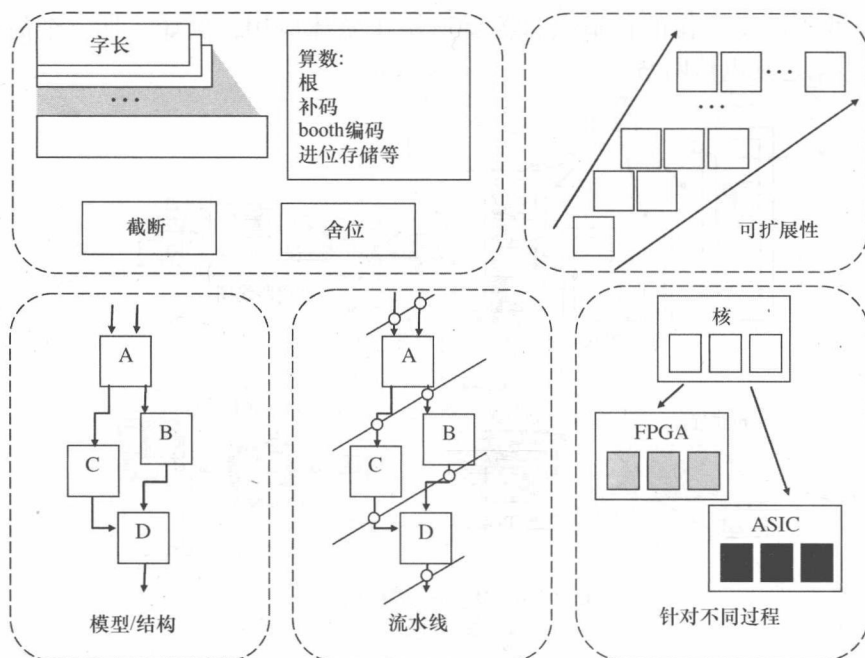 字长
...
截断
舍位
算数:
根
补码
booth编码
进位存储等
...
...
可扩展性
A
B
C
D
模型/结构
A
B
C
D
流水线
核
FPGA
ASIC
针对不同过程